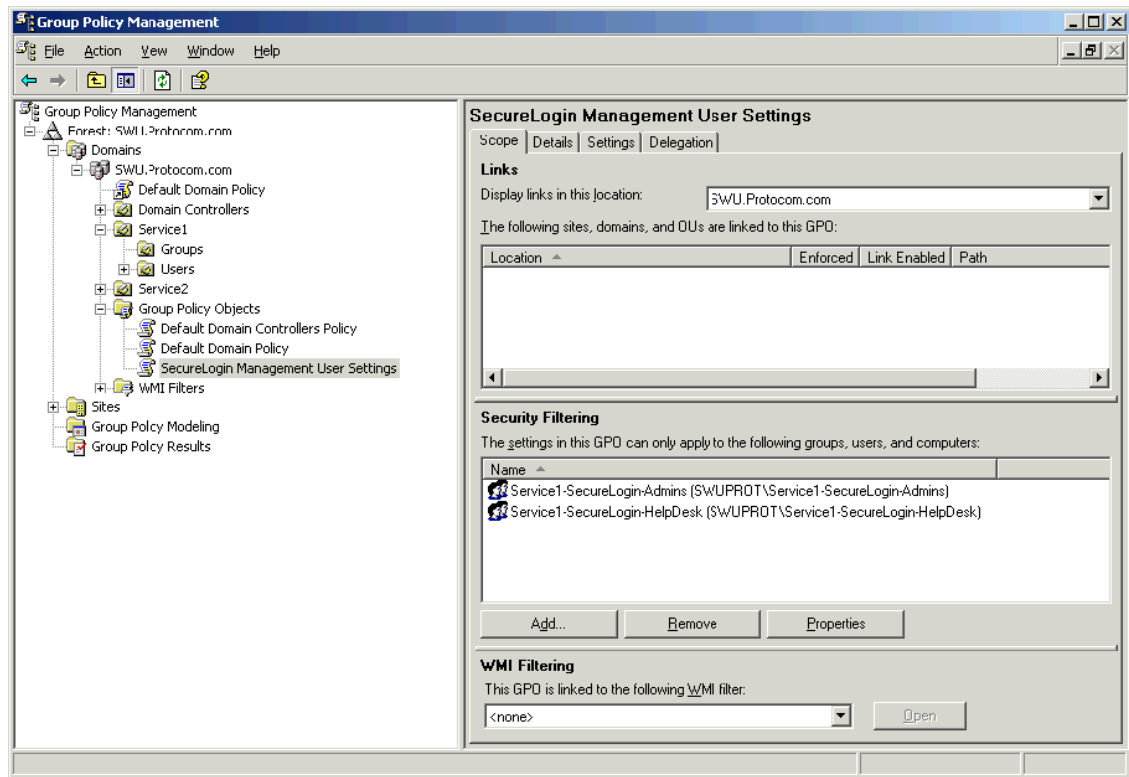 Group Policy Management
File Action Yew Window Help
Group Policy Management
Forest: SWU.Protocom.com
Domains
SWU.Protocom.com
Default Domain Policy
Domain Controllers
Service1
Groups
Users
Service2
Group Policy Objects
Default Domain Controllers Policy
Default Domain Policy
SecureLogin Management User Settings
WMI Filters
Sites
Group Polcy Modeling
Group Polcy Results
SecureLogin Management User Settings
Scope Details Settings Delegation
Links
Display links in this location: SWU.Protocom.com
The following sites, domains, and OUs are linked to this GPO:
Location Enforced Link Enabled Path
Security Filtering
The settings in this GPO can only apply to the following groups, users, and computers:
Name
Service1-SecureLogin-Admins (SWUPROT\Service1-SecureLogin-Admins)
Service1-SecureLogin-HelpDesk (SWUPROT\Service1-SecureLogin-HelpDesk)
Add... Remove Properties
WMI Filtering
This GPO is linked to the following WMI filter:
<none> Open